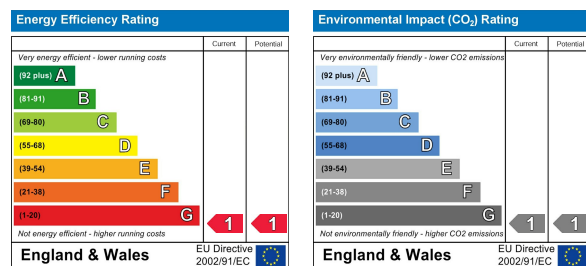 Energy Efficiency Rating
Current Potential
Very energy efficient - lower running costs
(92 plus) A
(81-91) B
(69-80) C
(55-68) D
(39-54) E
(21-38) F
(1-20) G
1 1
Not energy efficient - higher running costs
England & Wales
EU Directive
2002/91/EC
Environmental Impact (CO₂) Rating
Current Potential
Very environmentally friendly - lower CO2 emissions
(92 plus) A
(81-91) B
(69-80) C
(55-68) D
(39-54) E
(21-38) F
(1-20) G
1 1
Not environmentally friendly - higher CO2 emissions
England & Wales
EU Directive
2002/91/EC